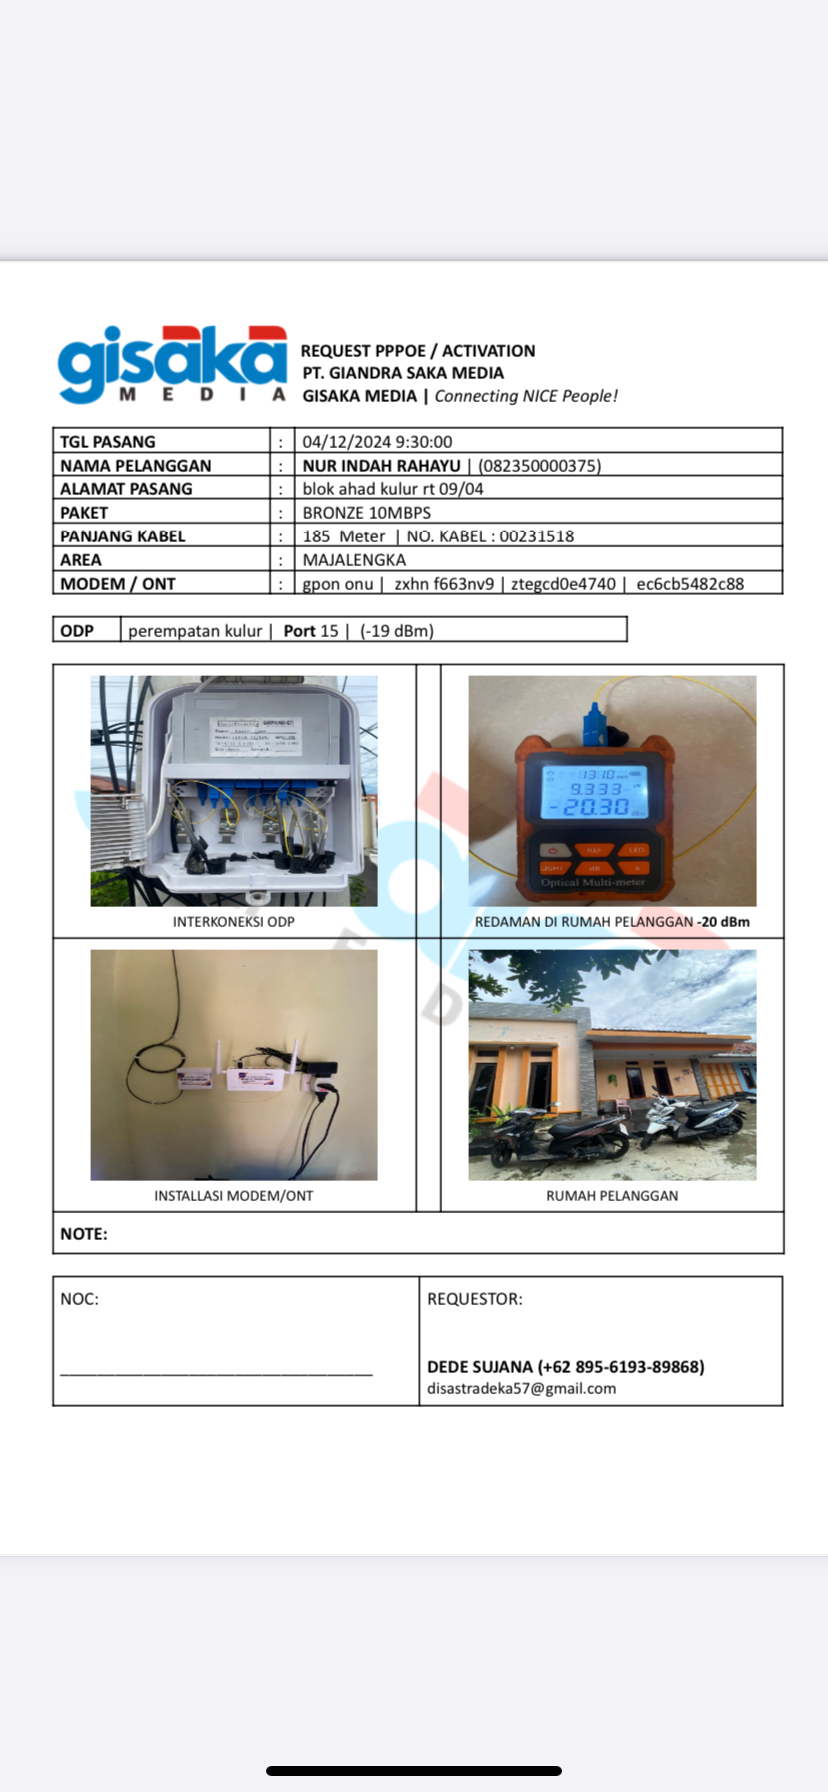 gisaka
MEDIA
REQUEST PPPOE / ACTIVATION
PT. GIANDRA SAKA MEDIA
GISAKA MEDIA | Connecting NICE People!
TGL PASANG : 04/12/2024 9:30:00
NAMA PELANGGAN : NUR INDAH RAHAYU | (082350000375)
ALAMAT PASANG : blok ahad kulur rt 09/04
PAKET : BRONZE 10MBPS
PANJANG KABEL : 185 Meter | NO. KABEL : 00231518
AREA : MAJALENGKA
MODEM / ONT : gpon onu | zxhn f663nv9 | ztegcd0e4740 | ec6cb5482c88
ODP perempatan kulur | Port 15 | (-19 dBm)
1310
9.333
-20.30
REF LED
LIGHT dB λ
Optical Multi-meter
INTERKONEKSI ODP
REDAMAN DI RUMAH PELANGGAN -20 dBm
INSTALLASI MODEM/ONT
RUMAH PELANGGAN
NOTE:
NOC:
REQUESTOR:
DEDE SUJANA (+62 895-6193-89868)
disastradeka57@gmail.com